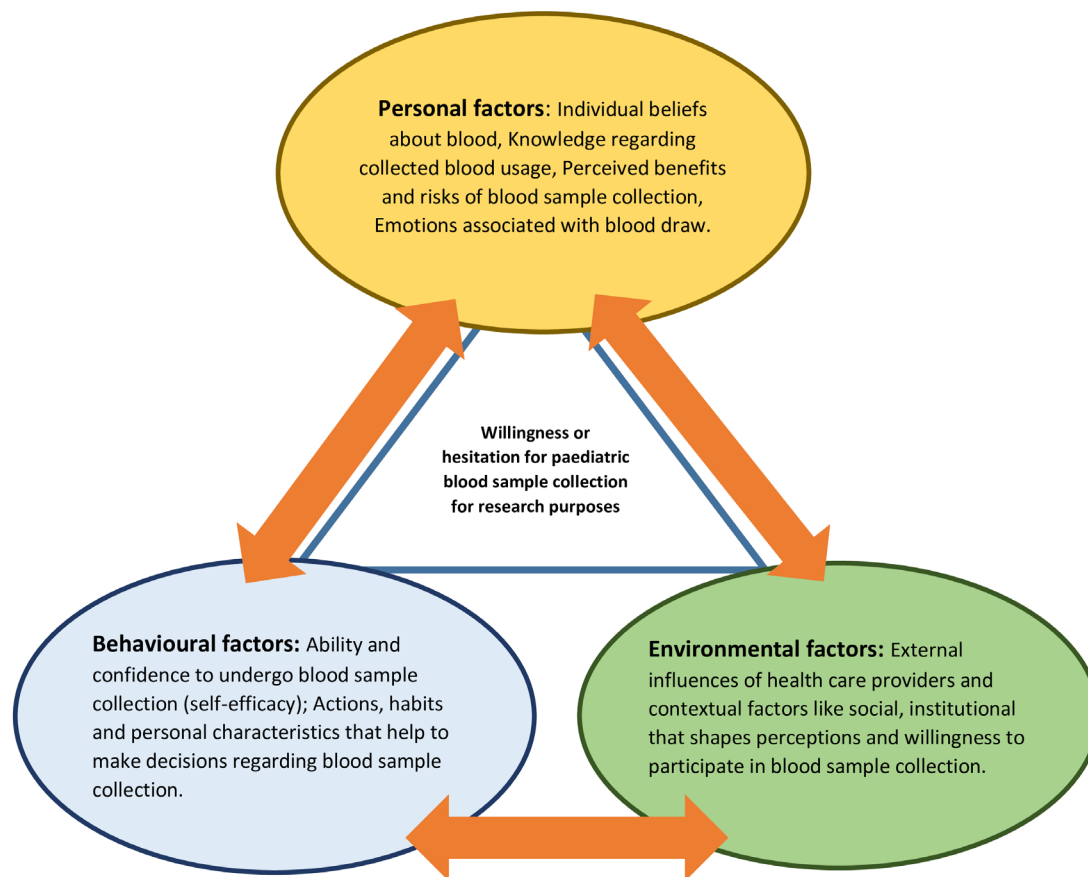 Personal factors: Individual beliefs
about blood, Knowledge regarding
collected blood usage, Perceived benefits
and risks of blood sample collection,
Emotions associated with blood draw.
Willingness or
hesitation for paediatric
blood sample collection
for research purposes
Behavioural factors: Ability and
confidence to undergo blood sample
collection (self-efficacy); Actions, habits
and personal characteristics that help to
make decisions regarding blood sample
collection.
Environmental factors: External
influences of health care providers and
contextual factors like social, institutional
that shapes perceptions and willingness to
participate in blood sample collection.